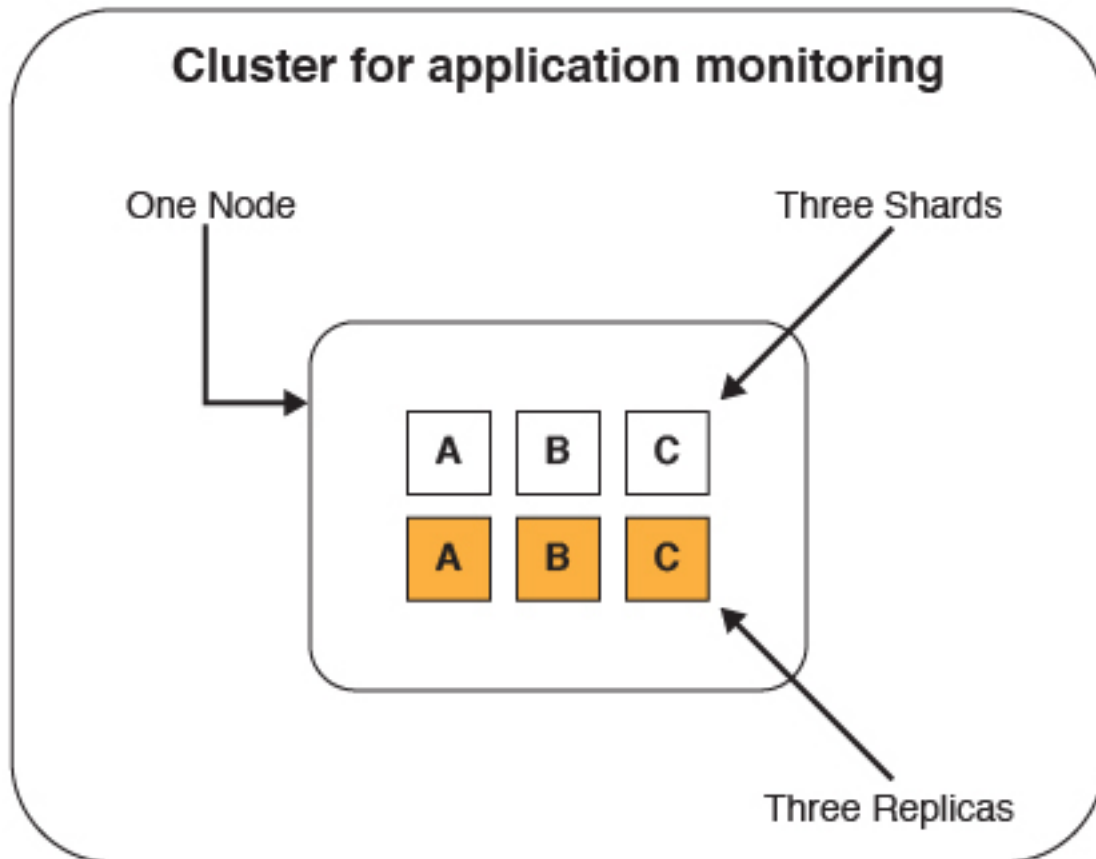 Cluster for application monitoring
One Node
Three Shards
A B C
A B C
Three Replicas